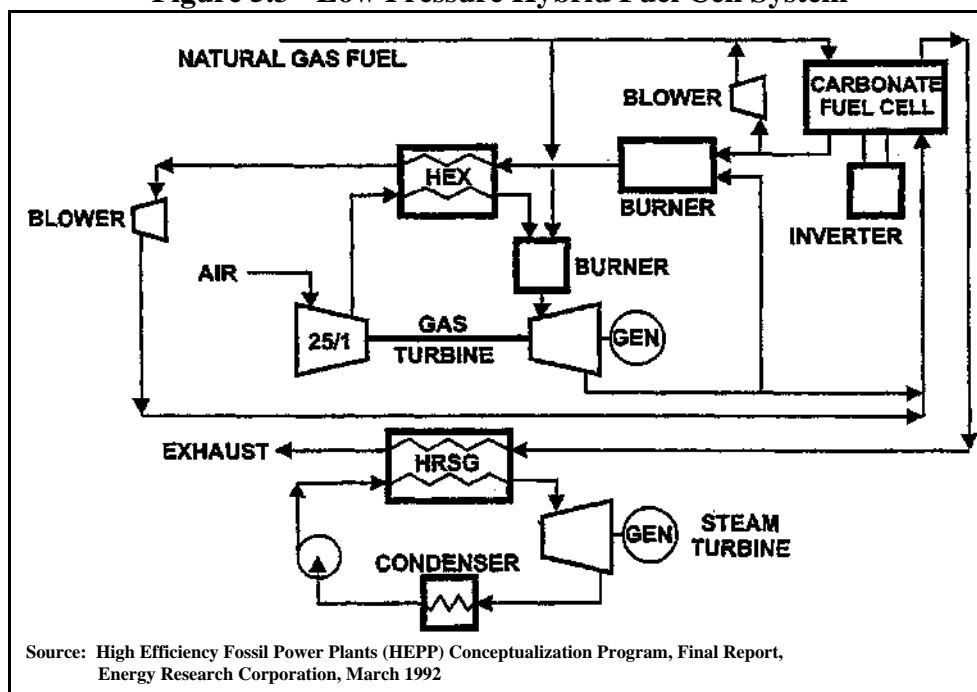 Figure - Low Pressure Hybrid Fuel Cell System
NATURAL GAS FUEL
BLOWER
CARBONATE
FUEL CELL
HEX
BURNER
INVERTER
BLOWER
BURNER
AIR
25/1
GAS
TURBINE
GEN
EXHAUST
HRSG
GEN
STEAM
TURBINE
CONDENSER
Source: High Efficiency Fossil Power Plants (HEPP) Conceptualization Program, Final Report,
Energy Research Corporation, March 1992